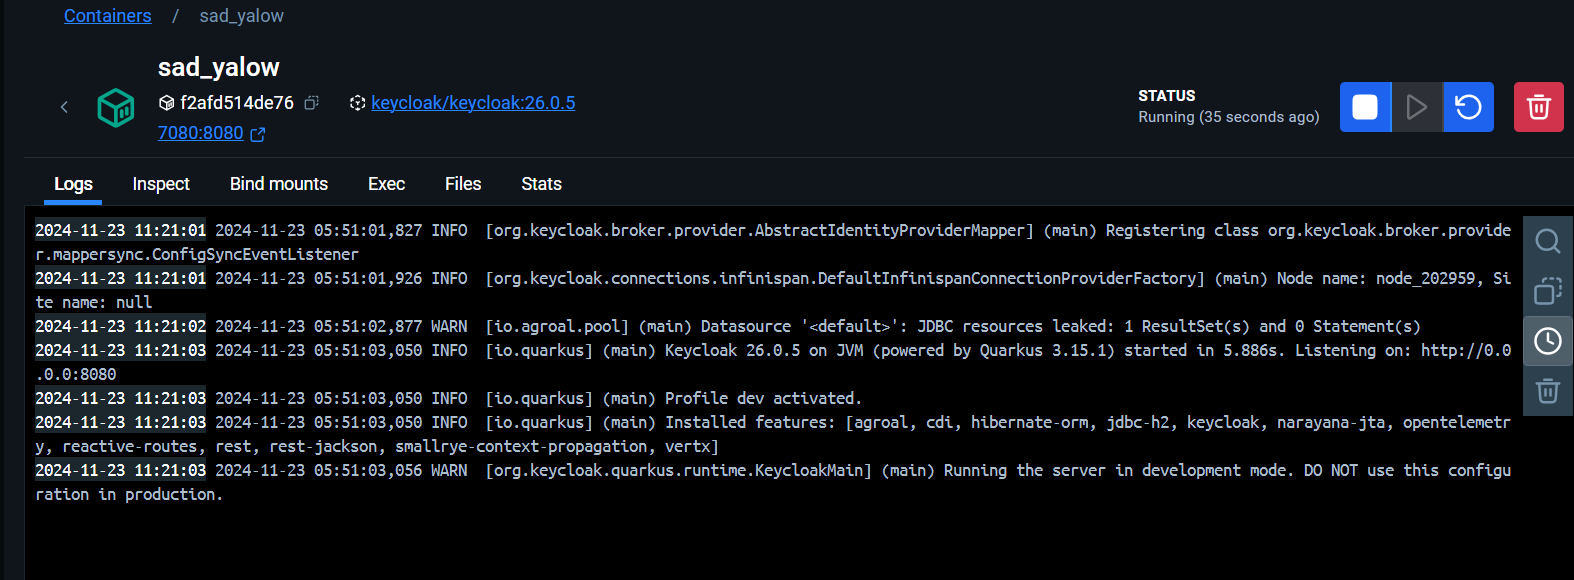 Containers / sad_yalow
sad_yalow
f2afd514de76 keycloak/keycloak:26.0.5
7080:8080
STATUS
Running (35 seconds ago)
Logs Inspect Bind mounts Exec Files Stats
2024-11-23 11:21:01 2024-11-23 05:51:01,827 INFO  [org.keycloak.broker.provider.AbstractIdentityProviderMapper] (main) Registering class org.keycloak.broker.provide
r.mappersync.ConfigSyncEventListener
2024-11-23 11:21:01 2024-11-23 05:51:01,926 INFO  [org.keycloak.connections.infinispan.DefaultInfinispanConnectionProviderFactory] (main) Node name: node_202959, Si
te name: null
2024-11-23 11:21:02 2024-11-23 05:51:02,877 WARN  [io.agroal.pool] (main) Datasource '<default>': JDBC resources leaked: 1 ResultSet(s) and 0 Statement(s)
2024-11-23 11:21:03 2024-11-23 05:51:03,050 INFO  [io.quarkus] (main) Keycloak 26.0.5 on JVM (powered by Quarkus 3.15.1) started in 5.886s. Listening on: http://0.0
.0.0:8080
2024-11-23 11:21:03 2024-11-23 05:51:03,050 INFO  [io.quarkus] (main) Profile dev activated.
2024-11-23 11:21:03 2024-11-23 05:51:03,050 INFO  [io.quarkus] (main) Installed features: [agroal, cdi, hibernate-orm, jdbc-h2, keycloak, narayana-jta, opentelemetr
y, reactive-routes, rest, rest-jackson, smallrye-context-propagation, vertx]
2024-11-23 11:21:03 2024-11-23 05:51:03,056 WARN  [org.keycloak.quarkus.runtime.KeycloakMain] (main) Running the server in development mode. DO NOT use this configu
ration in production.